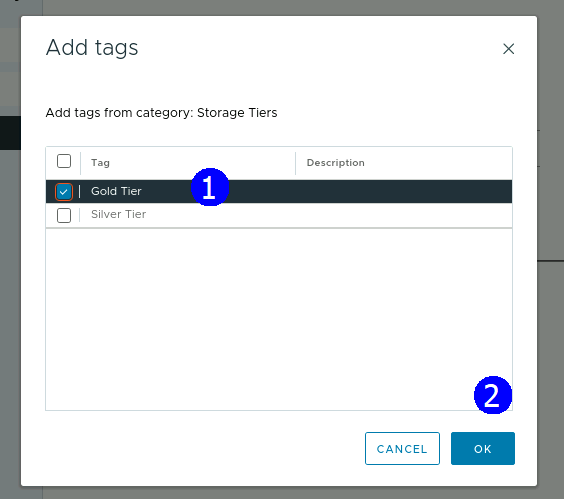 Add tags
Add tags from category: Storage Tiers
Tag Description
Gold Tier 1
Silver Tier
2
CANCEL OK